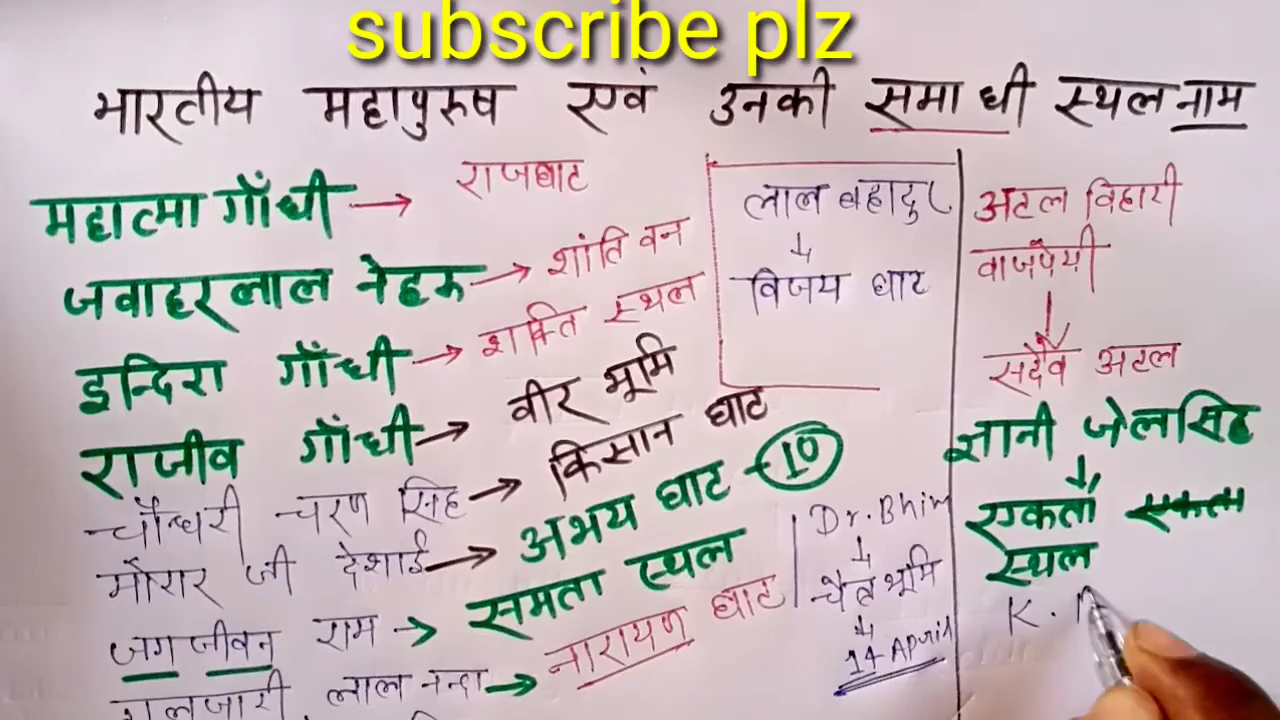 subscribe plz
भारतीय महापुरुष एवं उनकी समाधी स्थल नाम
महात्मा गाँधी → राजघाट
जवाहरलाल नेहरू → शांति वन
इन्दिरा गाँधी → शक्ति स्थल
राजीव गाँधी → वीर भूमि
चौधरी चरण सिंह → किसान घाट
मोरार जी देशाई → अभय घाट - 10
जगजीवन राम → समता स्थल
गुलजारी लाल नन्दा → नारायण घाट
लाल बहादुर
↓
विजय घाट
Dr. Bhim
↓
चैत भूमि
↓
14 April
अटल विहारी
वाजपेयी
↓
सदैव अटल
ज्ञानी जेलसिंह
↓
एकता
स्थल
K.